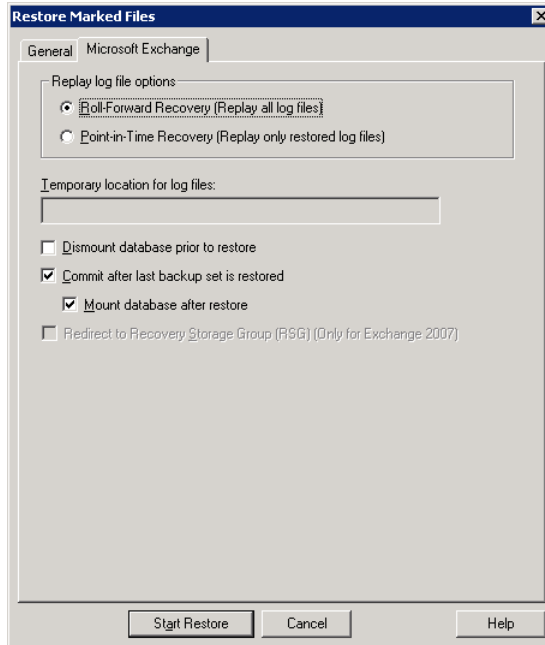 Restore Marked Files
General Microsoft Exchange
Replay log file options
Roll-Forward Recovery (Replay all log files)
Point-in-Time Recovery (Replay only restored log files)
Temporary location for log files:
Dismount database prior to restore
Commit after last backup set is restored
Mount database after restore
Redirect to Recovery Storage Group (RSG) (Only for Exchange 2007)
Start Restore Cancel Help